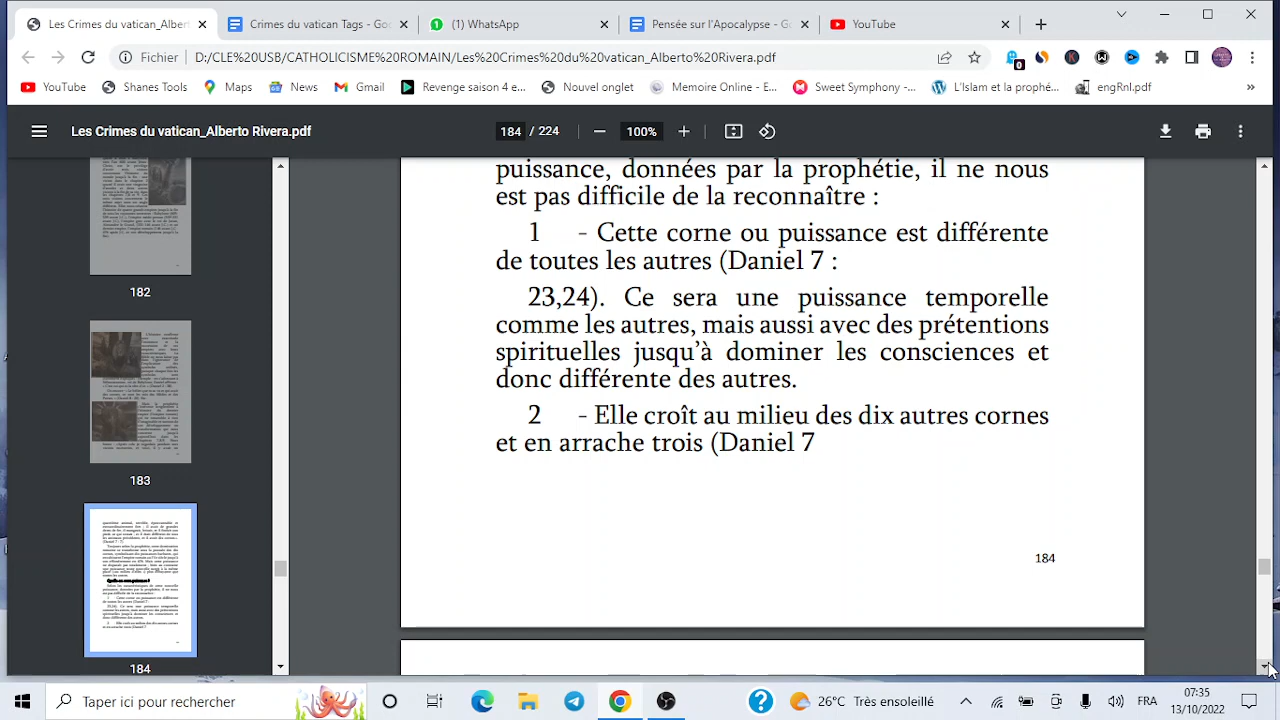 Les Crimes du vatican_Albert
Crimes du vatican Tags - Goo
(1) WhatsApp
Pensée sur l'Apocalypse - Go
YouTube
Fichier
D:/CLE%20USB/CATHOLICISME%20ROMAIN/Les%20Crimes%20du%20vatican_Alberto%20Rivera.pdf
0
YouTube
Shanes Tools
Maps
News
Gmail
Revenge saison 4 e...
Nouvel onglet
Memoire Online - E...
Sweet Symphony -...
L'Islam et la prophé...
engRnl.pdf
Les Crimes du vatican_Alberto Rivera.pdf
184 / 224
100%
182
183
184
puissance, données par la prophétie, il ne nous
est pas difficile de la reconnaître :
1 - Cette corne ou puissance est différente
de toutes les autres (Daniel 7 :
23,24). Ce sera une puissance temporelle
comme les autres, mais aussi avec des prétentions
spirituelles jusqu'à dominer les consciences et
donc différente des autres.
2 - Elle croît au milieu des dix autres cornes
et en arrache trois (Daniel 7
184
Taper ici pour rechercher
26°C Très ensoleillé
FRA
07:35
13/10/2022